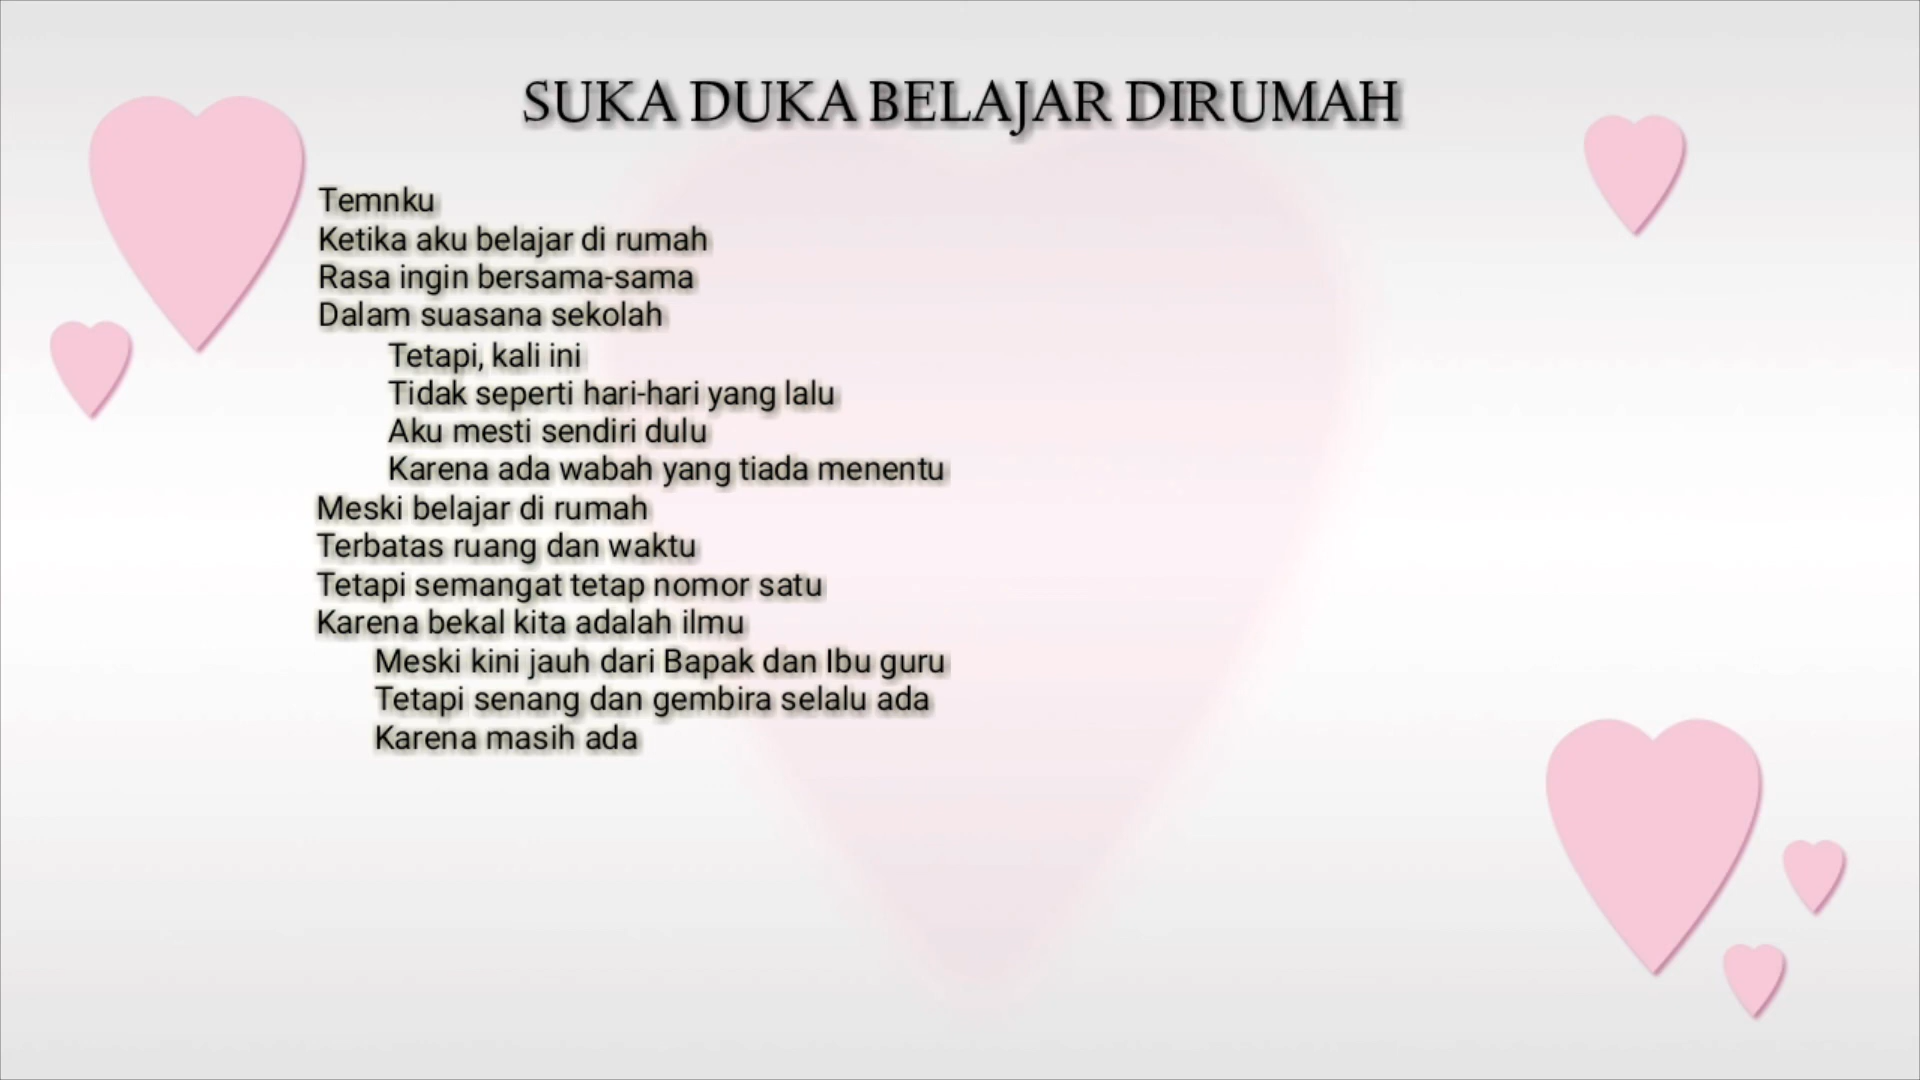 SUKA DUKA BELAJAR DIRUMAH
Temnku
Ketika aku belajar di rumah
Rasa ingin bersama-sama
Dalam suasana sekolah
Tetapi, kali ini
Tidak seperti hari-hari yang lalu
Aku mesti sendiri dulu
Karena ada wabah yang tiada menentu
Meski belajar di rumah
Terbatas ruang dan waktu
Tetapi semangat tetap nomor satu
Karena bekal kita adalah ilmu
Meski kini jauh dari Bapak dan Ibu guru
Tetapi senang dan gembira selalu ada
Karena masih ada